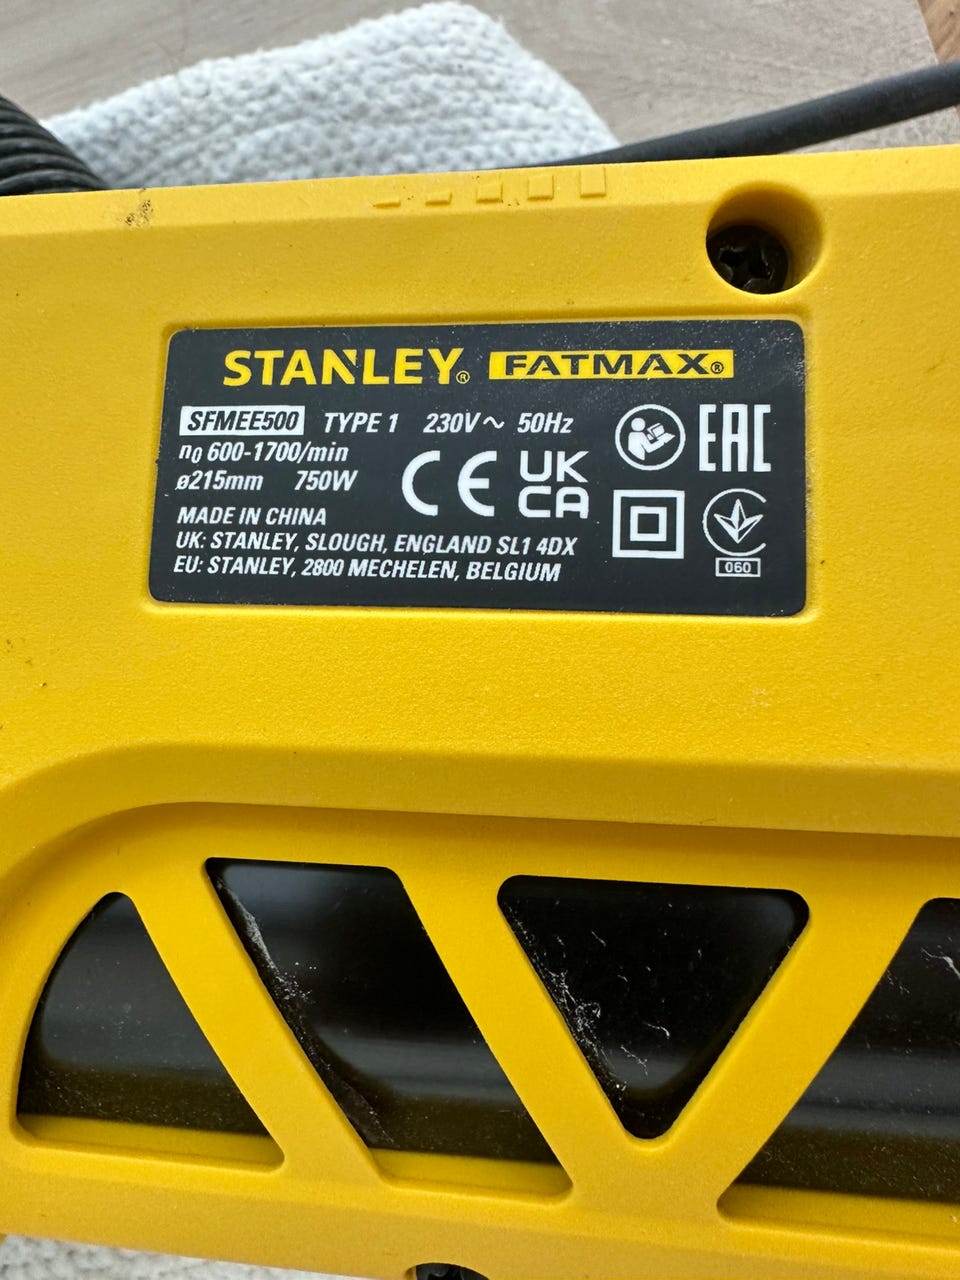 STANLEY® FATMAX®
SFMEE500 TYPE 1 230V~ 50Hz
n0 600-1700/min
ø215mm 750W
CE UK CA EAC
MADE IN CHINA
UK: STANLEY, SLOUGH, ENGLAND SL1 4DX
EU: STANLEY, 2800 MECHELEN, BELGIUM
060